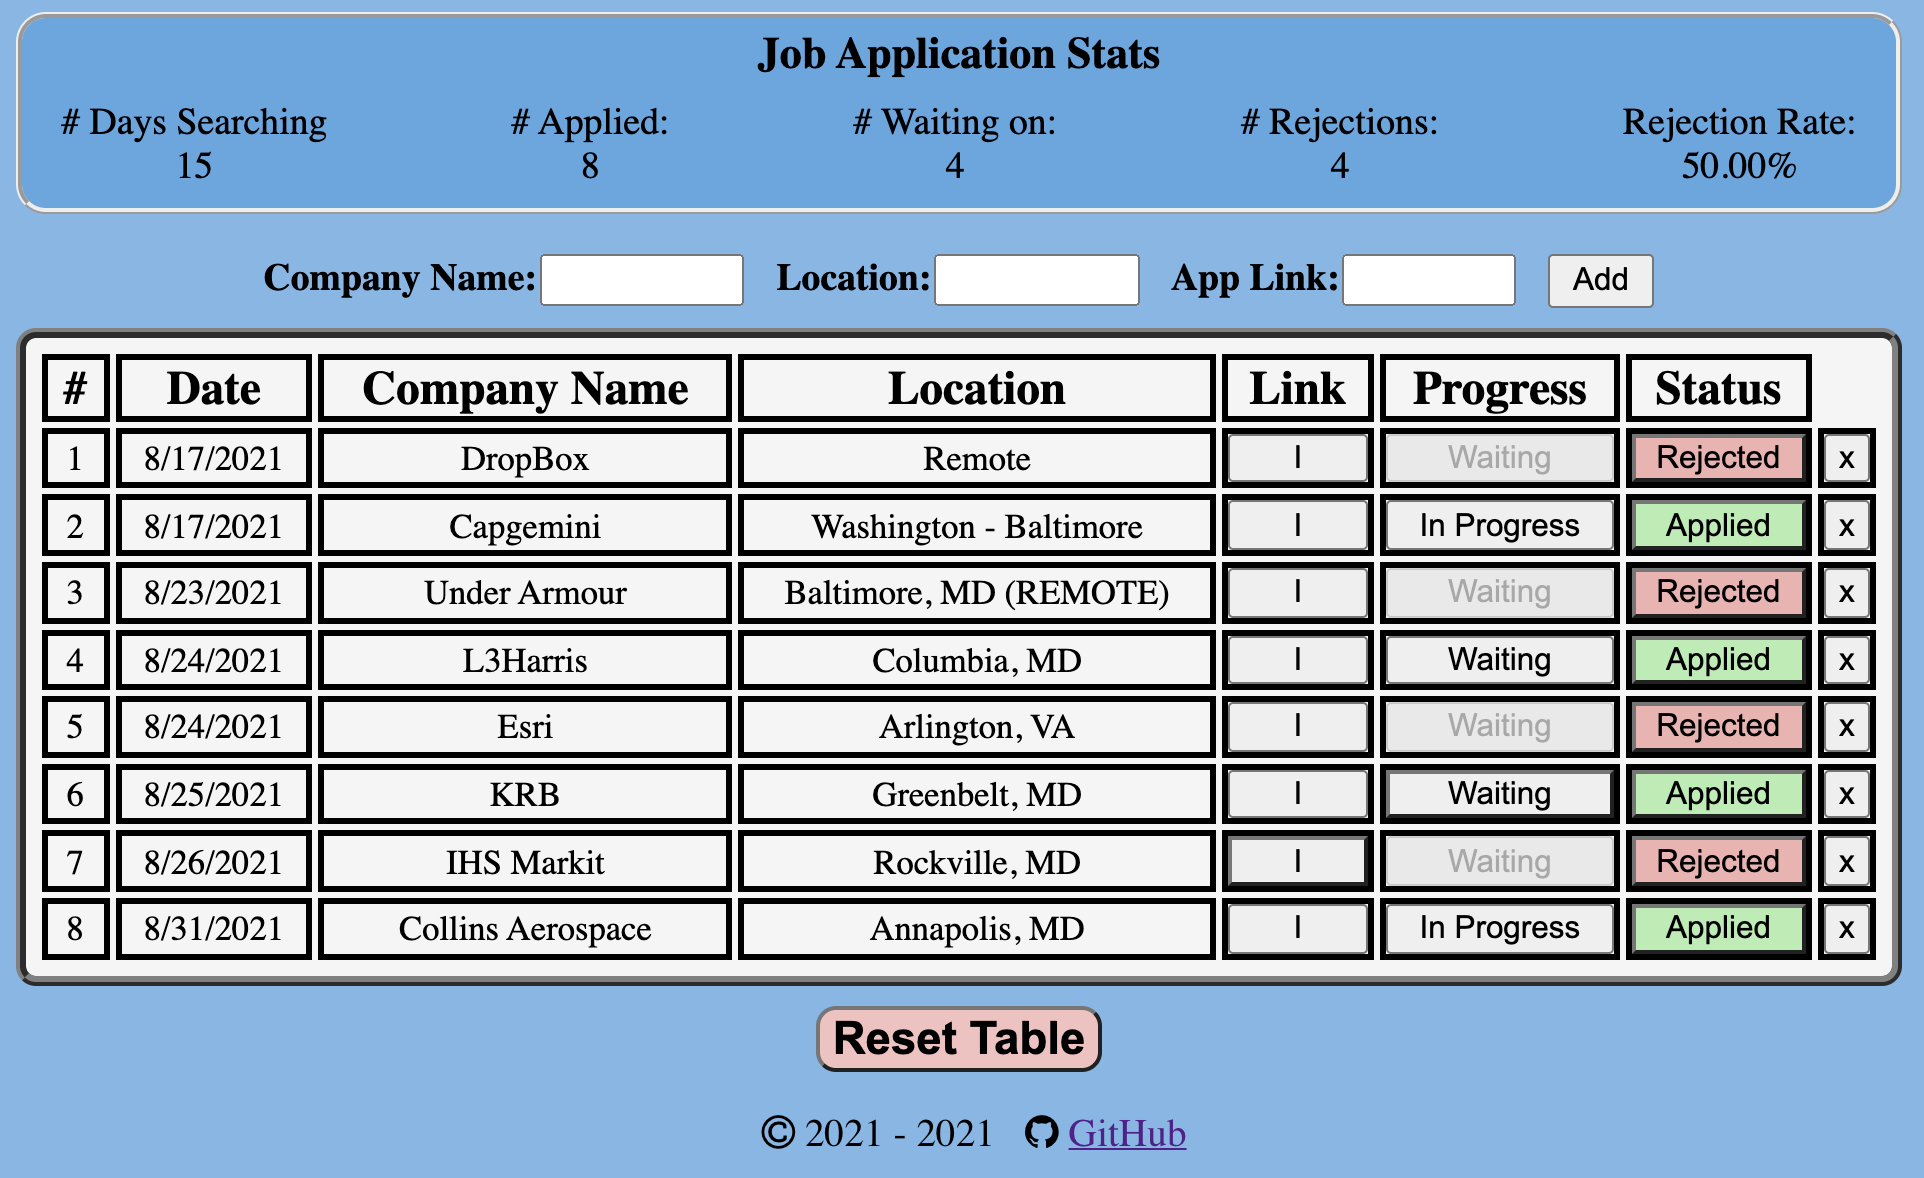 Job Application Stats
# Days Searching # Applied: # Waiting on: # Rejections: Rejection Rate:
15 8 4 4 50.00%
Company Name: Location: App Link: Add
# Date Company Name Location Link Progress Status
1 8/17/2021 DropBox Remote l Waiting Rejected x
2 8/17/2021 Capgemini Washington - Baltimore l In Progress Applied x
3 8/23/2021 Under Armour Baltimore, MD (REMOTE) l Waiting Rejected x
4 8/24/2021 L3Harris Columbia, MD l Waiting Applied x
5 8/24/2021 Esri Arlington, VA l Waiting Rejected x
6 8/25/2021 KRB Greenbelt, MD l Waiting Applied x
7 8/26/2021 IHS Markit Rockville, MD l Waiting Rejected x
8 8/31/2021 Collins Aerospace Annapolis, MD l In Progress Applied x
Reset Table
© 2021 - 2021 GitHub